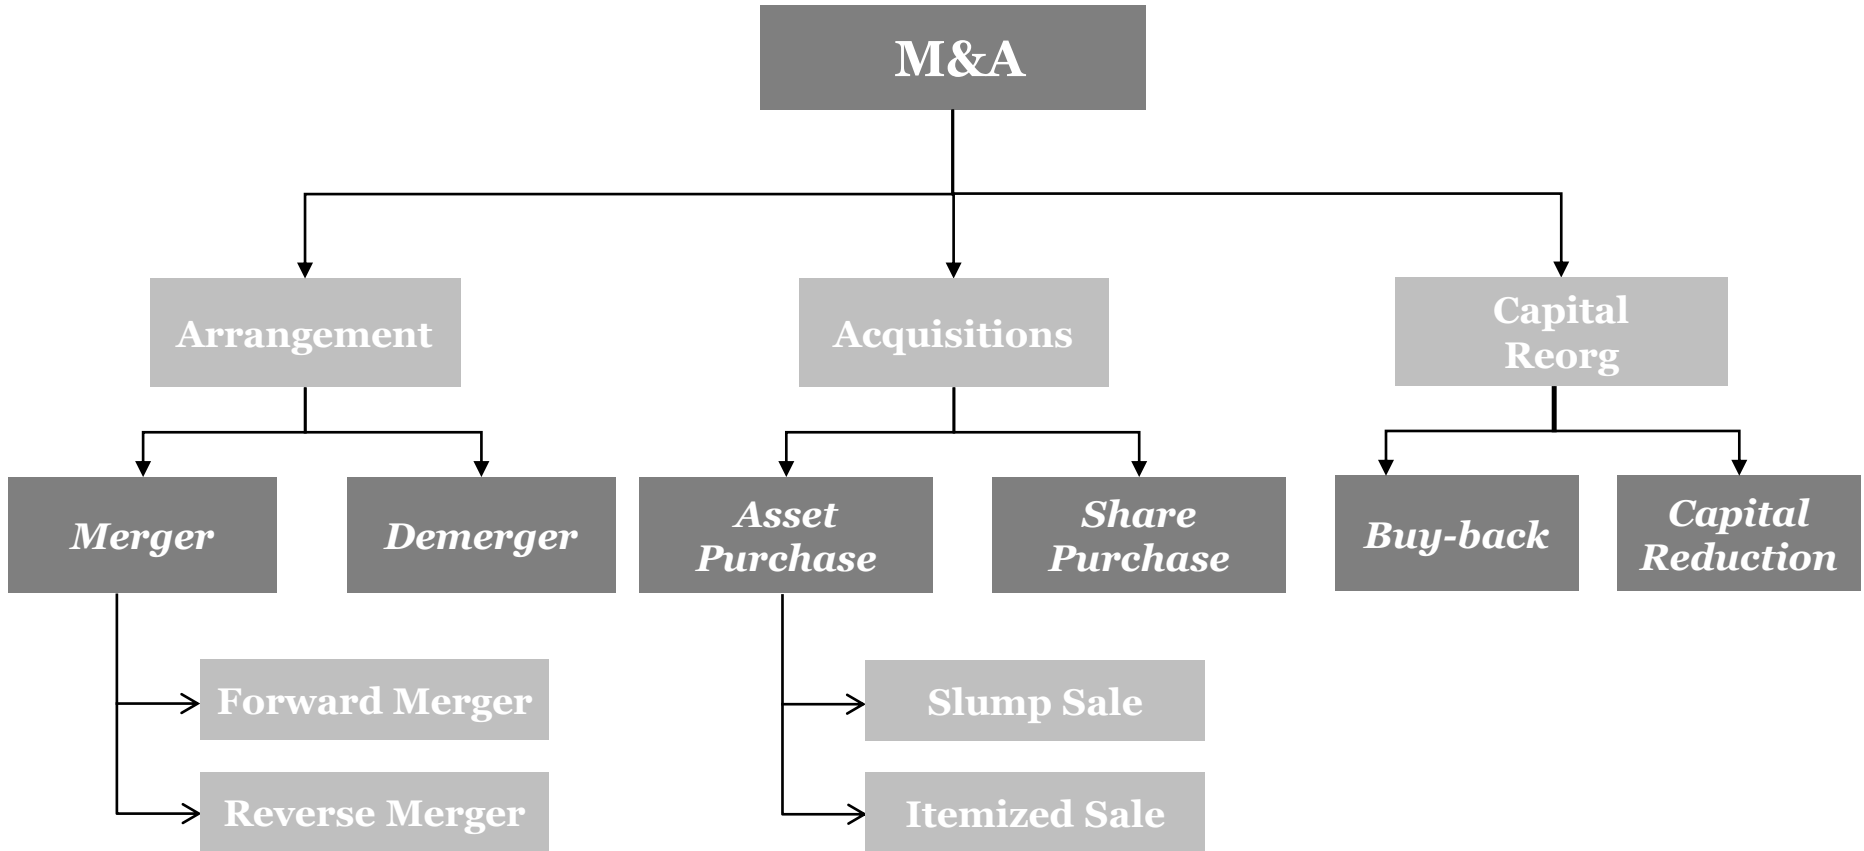 M&A
Arrangement
Acquisitions
Capital
Reorg
Merger
Demerger
Asset
Purchase
Share
Purchase
Buy-back
Capital
Reduction
Forward Merger
Slump Sale
Reverse Merger
Itemized Sale